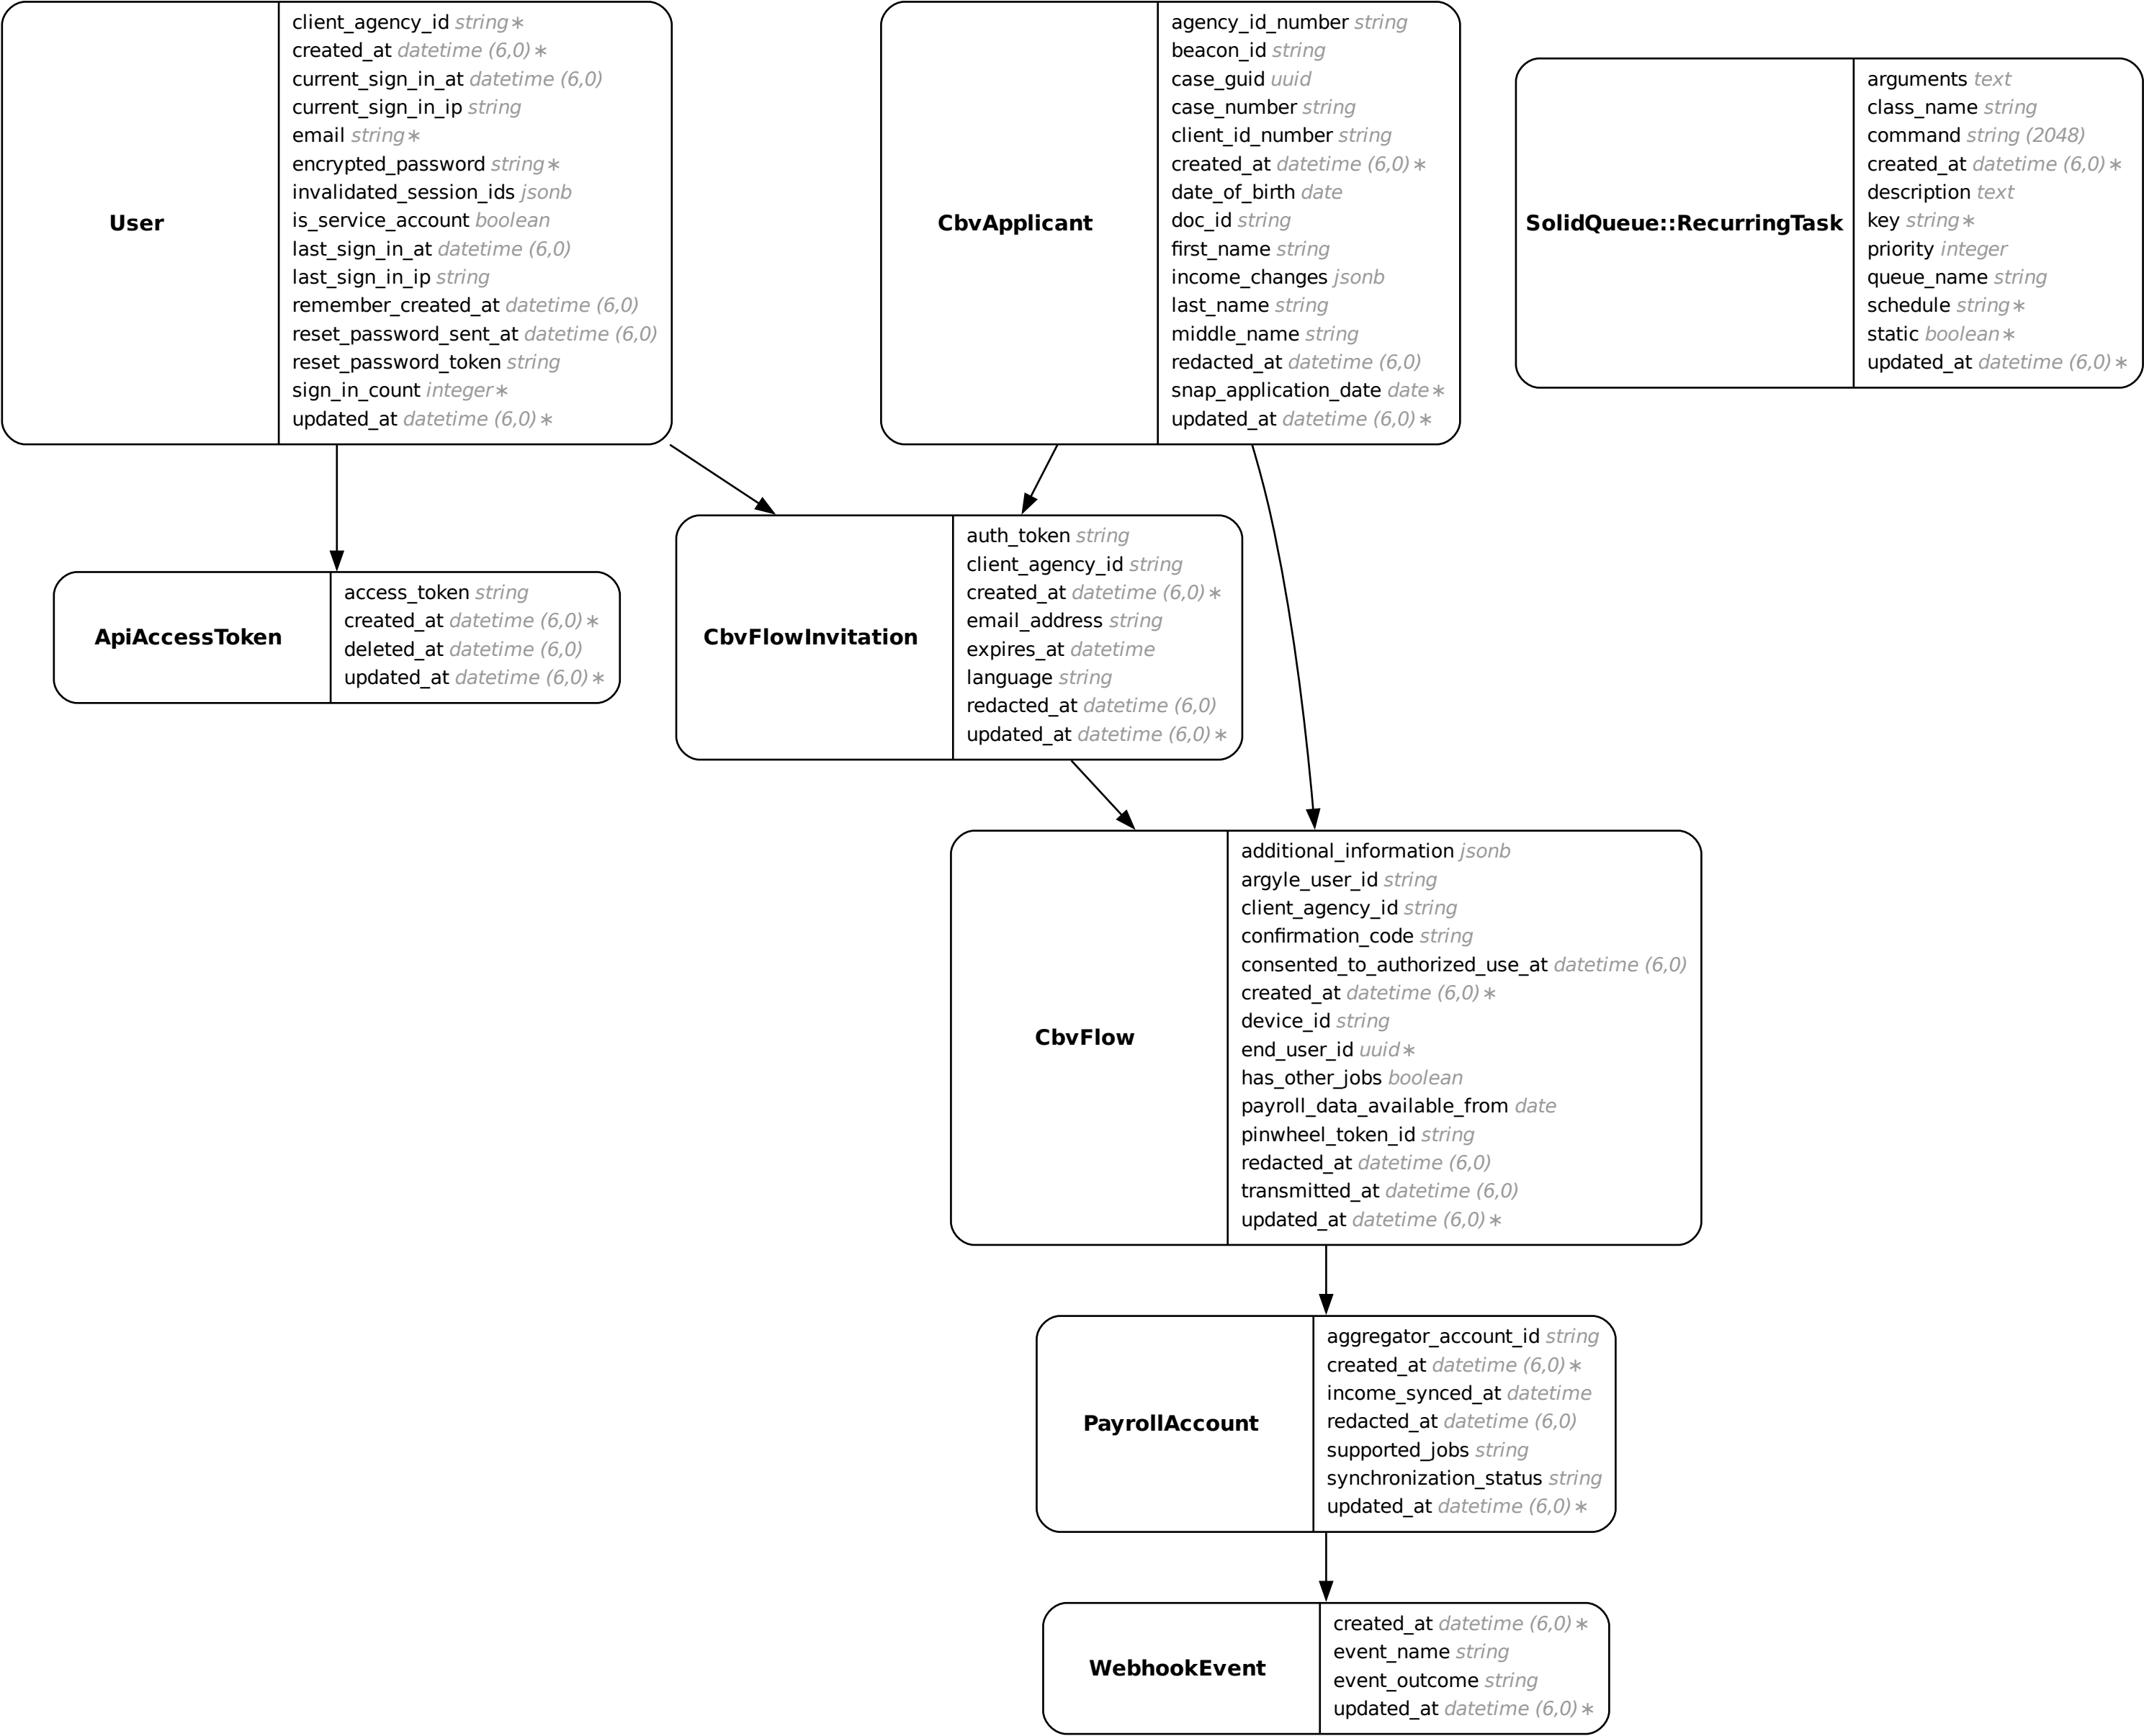 User
client_agency_id string∗
created_at datetime (6,0)∗
current_sign_in_at datetime (6,0)
current_sign_in_ip string
email string∗
encrypted_password string∗
invalidated_session_ids jsonb
is_service_account boolean
last_sign_in_at datetime (6,0)
last_sign_in_ip string
remember_created_at datetime (6,0)
reset_password_sent_at datetime (6,0)
reset_password_token string
sign_in_count integer∗
updated_at datetime (6,0)∗
CbvApplicant
agency_id_number string
beacon_id string
case_guid uuid
case_number string
client_id_number string
created_at datetime (6,0)∗
date_of_birth date
doc_id string
first_name string
income_changes jsonb
last_name string
middle_name string
redacted_at datetime (6,0)
snap_application_date date∗
updated_at datetime (6,0)∗
SolidQueue::RecurringTask
arguments text
class_name string
command string (2048)
created_at datetime (6,0)∗
description text
key string∗
priority integer
queue_name string
schedule string∗
static boolean∗
updated_at datetime (6,0)∗
ApiAccessToken
access_token string
created_at datetime (6,0)∗
deleted_at datetime (6,0)
updated_at datetime (6,0)∗
CbvFlowInvitation
auth_token string
client_agency_id string
created_at datetime (6,0)∗
email_address string
expires_at datetime
language string
redacted_at datetime (6,0)
updated_at datetime (6,0)∗
CbvFlow
additional_information jsonb
argyle_user_id string
client_agency_id string
confirmation_code string
consented_to_authorized_use_at datetime (6,0)
created_at datetime (6,0)∗
device_id string
end_user_id uuid∗
has_other_jobs boolean
payroll_data_available_from date
pinwheel_token_id string
redacted_at datetime (6,0)
transmitted_at datetime (6,0)
updated_at datetime (6,0)∗
PayrollAccount
aggregator_account_id string
created_at datetime (6,0)∗
income_synced_at datetime
redacted_at datetime (6,0)
supported_jobs string
synchronization_status string
updated_at datetime (6,0)∗
WebhookEvent
created_at datetime (6,0)∗
event_name string
event_outcome string
updated_at datetime (6,0)∗